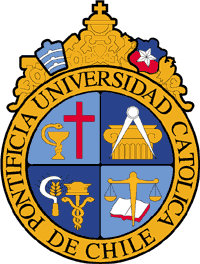 PONTIFICIA UNIVERSIDAD CATOLICA
DE CHILE